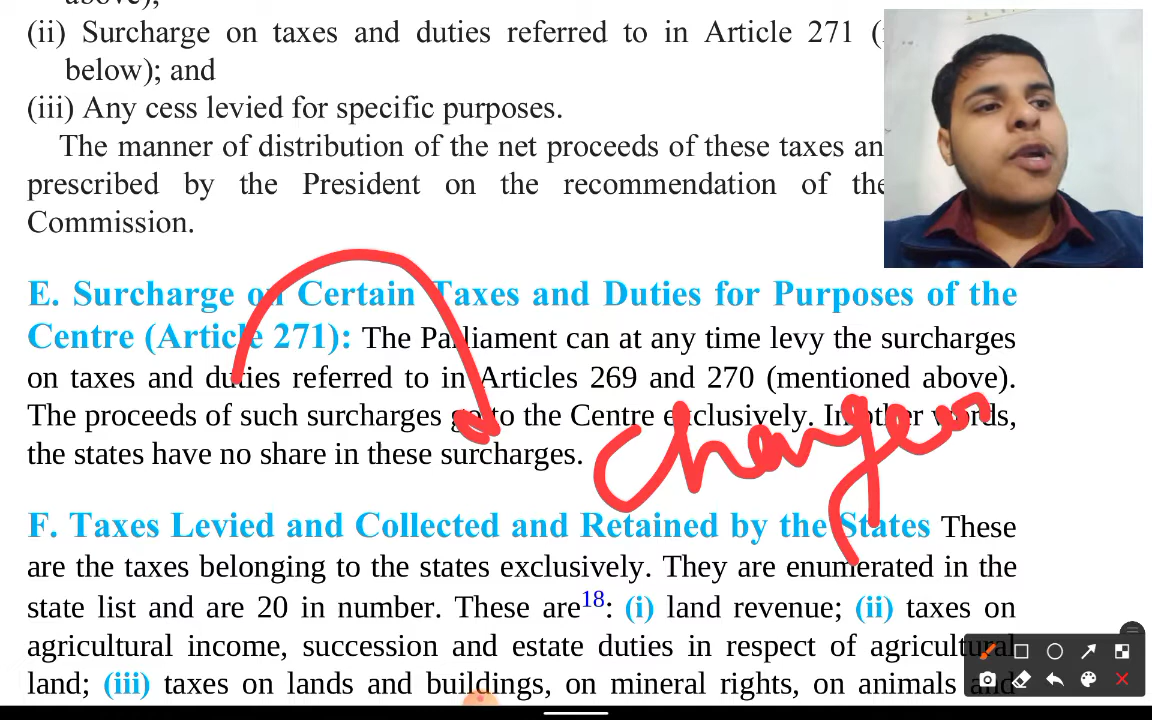 above);
(ii) Surcharge on taxes and duties referred to in Article 271
below); and
(iii) Any cess levied for specific purposes.
The manner of distribution of the net proceeds of these taxes an
prescribed by the President on the recommendation of the
Commission.
E. Surcharge on Certain Taxes and Duties for Purposes of the
Centre (Article 271): The Parliament can at any time levy the surcharges
on taxes and duties referred to in Articles 269 and 270 (mentioned above).
The proceeds of such surcharges go to the Centre exclusively. In other words,
the states have no share in these surcharges.
F. Taxes Levied and Collected and Retained by the States These
are the taxes belonging to the states exclusively. They are enumerated in the
state list and are 20 in number. These are18: (i) land revenue; (ii) taxes on
agricultural income, succession and estate duties in respect of agricultural
land; (iii) taxes on lands and buildings, on mineral rights, on animals and